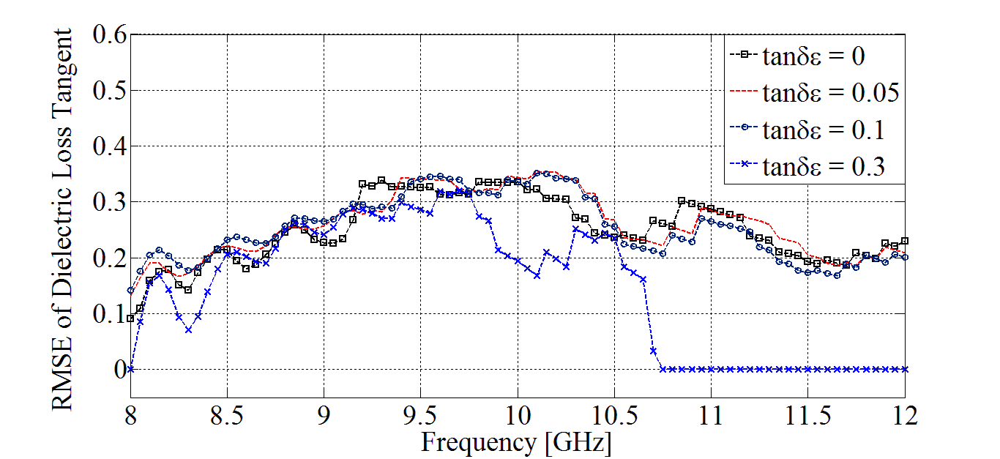 RMSE of Dielectric Loss Tangent
0.6
0.5
0.4
0.3
0.2
0.1
0
tanδε = 0
tanδε = 0.05
tanδε = 0.1
tanδε = 0.3
8 8.5 9 9.5 10 10.5 11 11.5 12
Frequency [GHz]